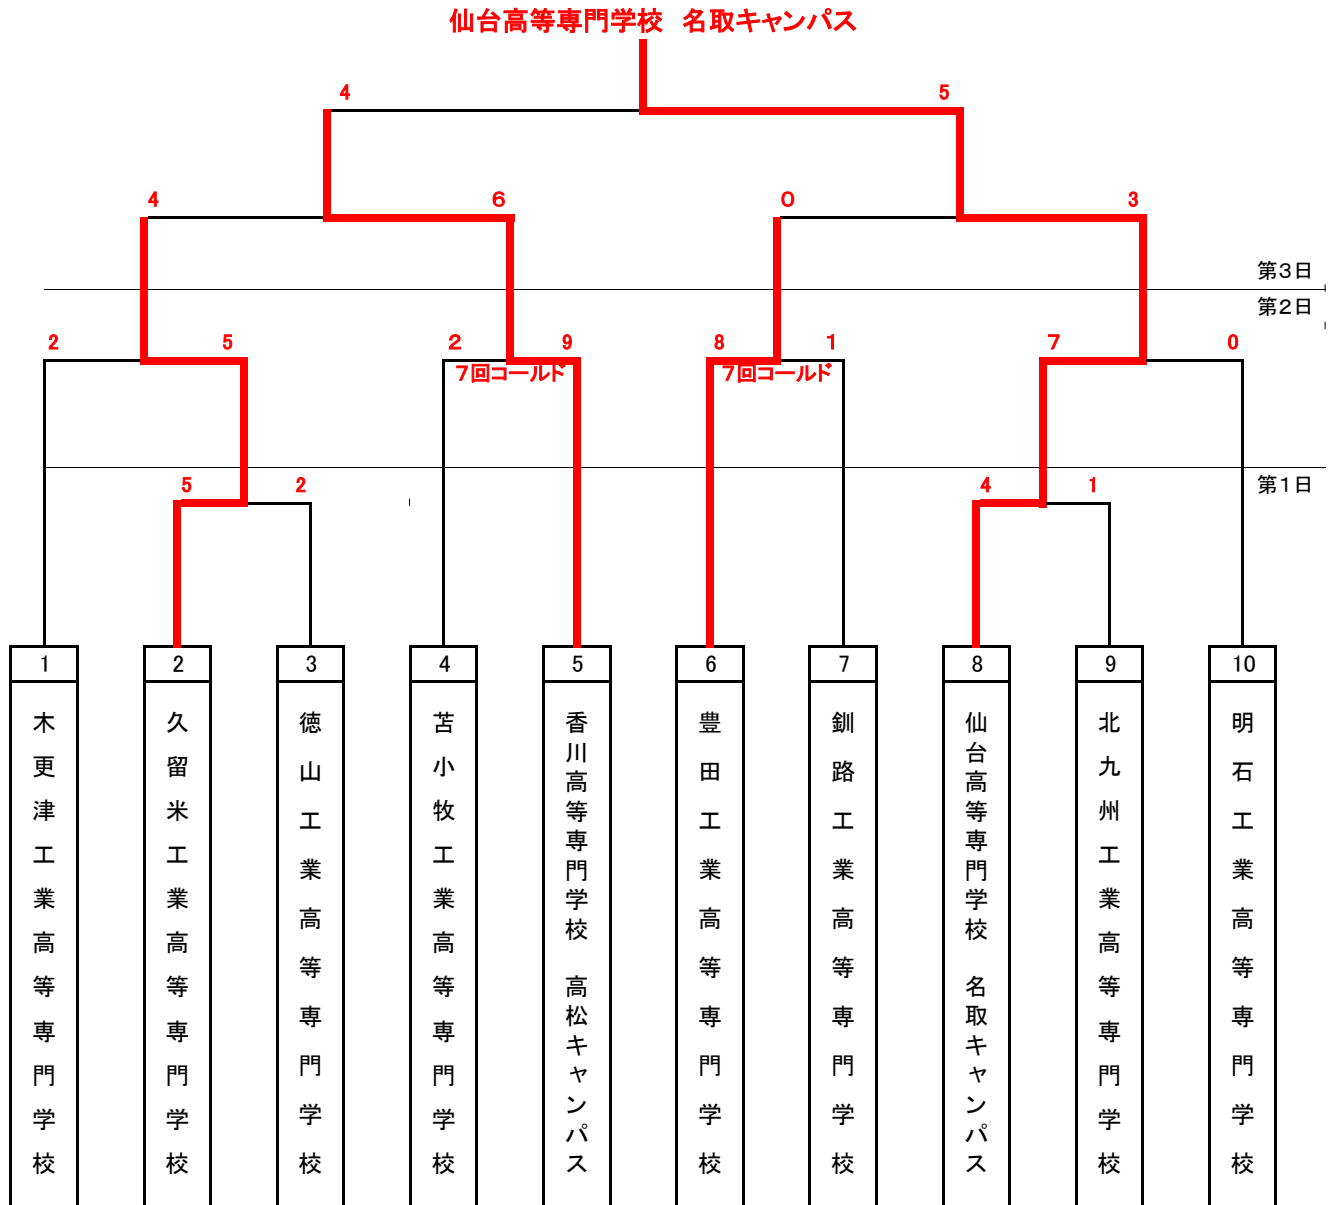 仙台高等専門学校　名取キャンパス
4 5
4 6 0 3
第3日
第2日
2 5 2 9 8 1 7 0
7回コールド 7回コールド
5 2 4 1
第1日
1 2 3 4 5 6 7 8 9 10
木更津工業高等専門学校
久留米工業高等専門学校
徳山工業高等専門学校
苫小牧工業高等専門学校
香川高等専門学校　高松キャンパス
豊田工業高等専門学校
釧路工業高等専門学校
仙台高等専門学校　名取キャンパス
北九州工業高等専門学校
明石工業高等専門学校